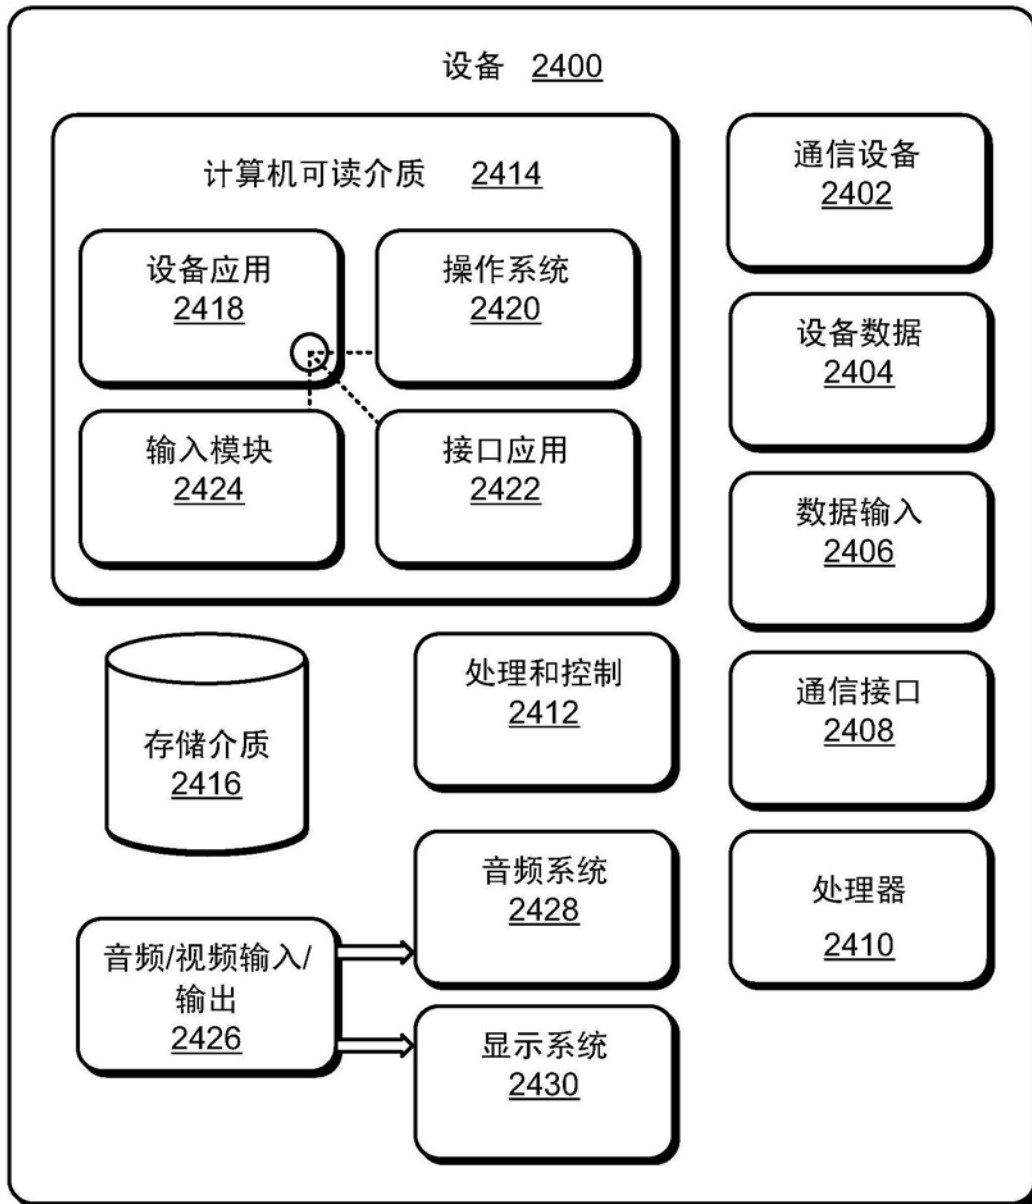 设备 2400
计算机可读介质 2414
设备应用
2418
操作系统
2420
输入模块
2424
接口应用
2422
通信设备
2402
设备数据
2404
数据输入
2406
通信接口
2408
处理器
2410
存储介质
2416
处理和控制
2412
音频/视频输入/
输出
2426
音频系统
2428
显示系统
2430